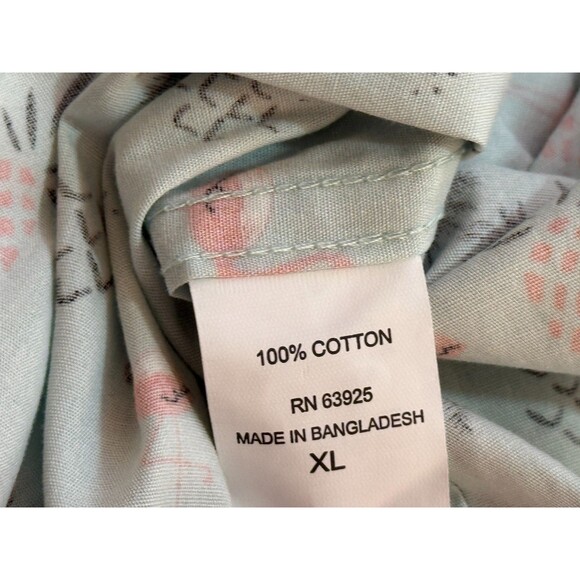 100% COTTON
RN 63925
MADE IN BANGLADESH
XL